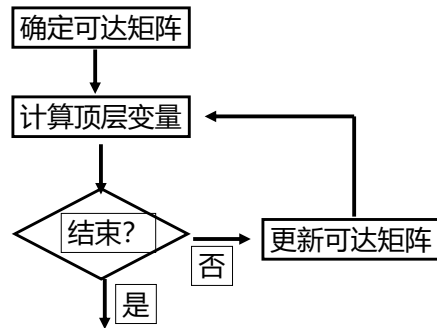 确定可达矩阵
计算顶层变量
结束?
否
更新可达矩阵
是